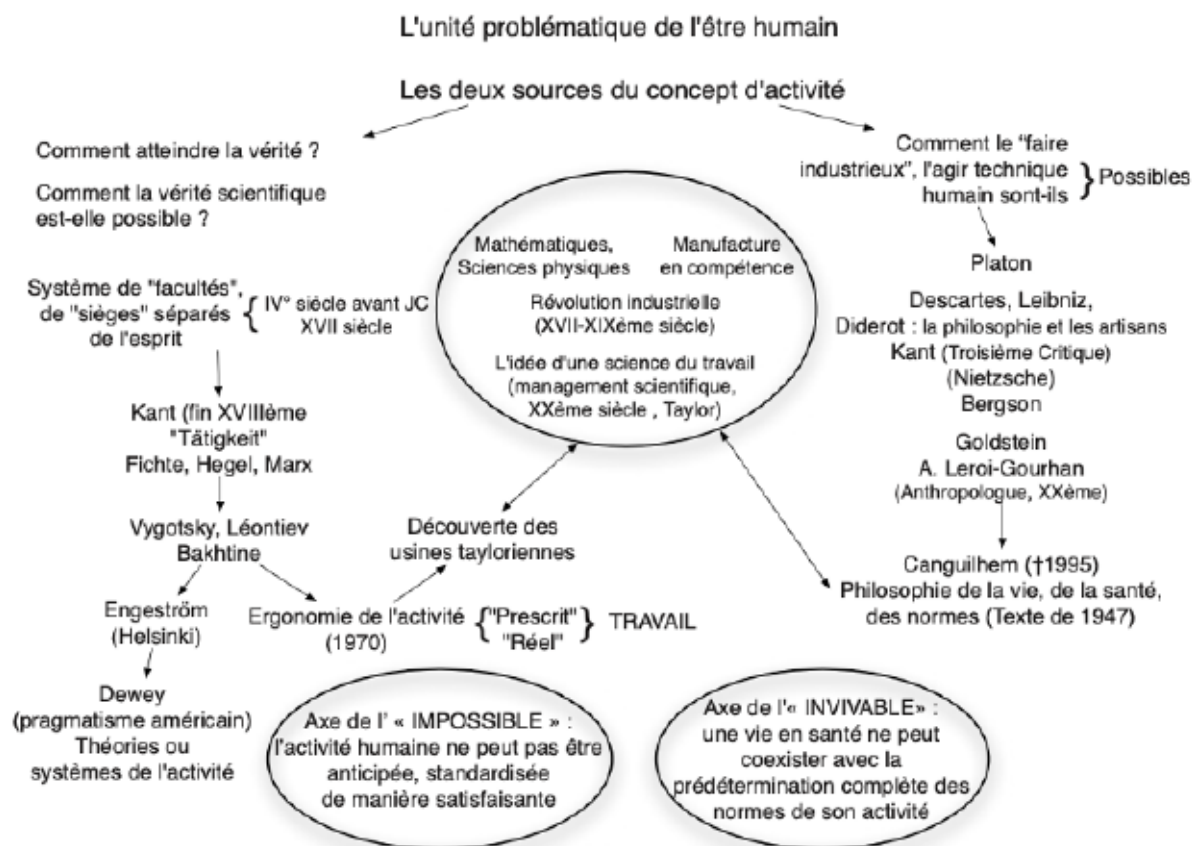 L'unité problématique de l'être humain
Les deux sources du concept d'activité
Comment atteindre la vérité ?
Comment la vérité scientifique
est-elle possible ?
Système de "facultés",
de "sièges" séparés
de l'esprit
{ IV° siècle avant JC
XVII siècle
Kant (fin XVIIIème
"Tätigkeit"
Fichte, Hegel, Marx
Vygotsky, Léontiev
Bakhtine
Engeström
(Helsinki)
Dewey
(pragmatisme américain)
Théories ou
systèmes de l'activité
Mathématiques,
Sciences physiques
Manufacture
en compétence
Révolution industrielle
(XVII-XIXème siècle)
L'idée d'une science du travail
(management scientifique,
XXème siècle , Taylor)
Découverte des
usines tayloriennes
Ergonomie de l'activité
(1970)
{"Prescrit"
"Réel" } TRAVAIL
Axe de l' « IMPOSSIBLE » :
l'activité humaine ne peut pas être
anticipée, standardisée
de manière satisfaisante
Comment le "faire
industrieux", l'agir technique
humain sont-ils
} Possibles
Platon
Descartes, Leibniz,
Diderot : la philosophie et les artisans
Kant (Troisième Critique)
(Nietzsche)
Bergson
Goldstein
A. Leroi-Gourhan
(Anthropologue, XXème)
Canguilhem (†1995)
Philosophie de la vie, de la santé,
des normes (Texte de 1947)
Axe de l'« INVIVABLE» :
une vie en santé ne peut
coexister avec la
prédétermination complète des
normes de son activité